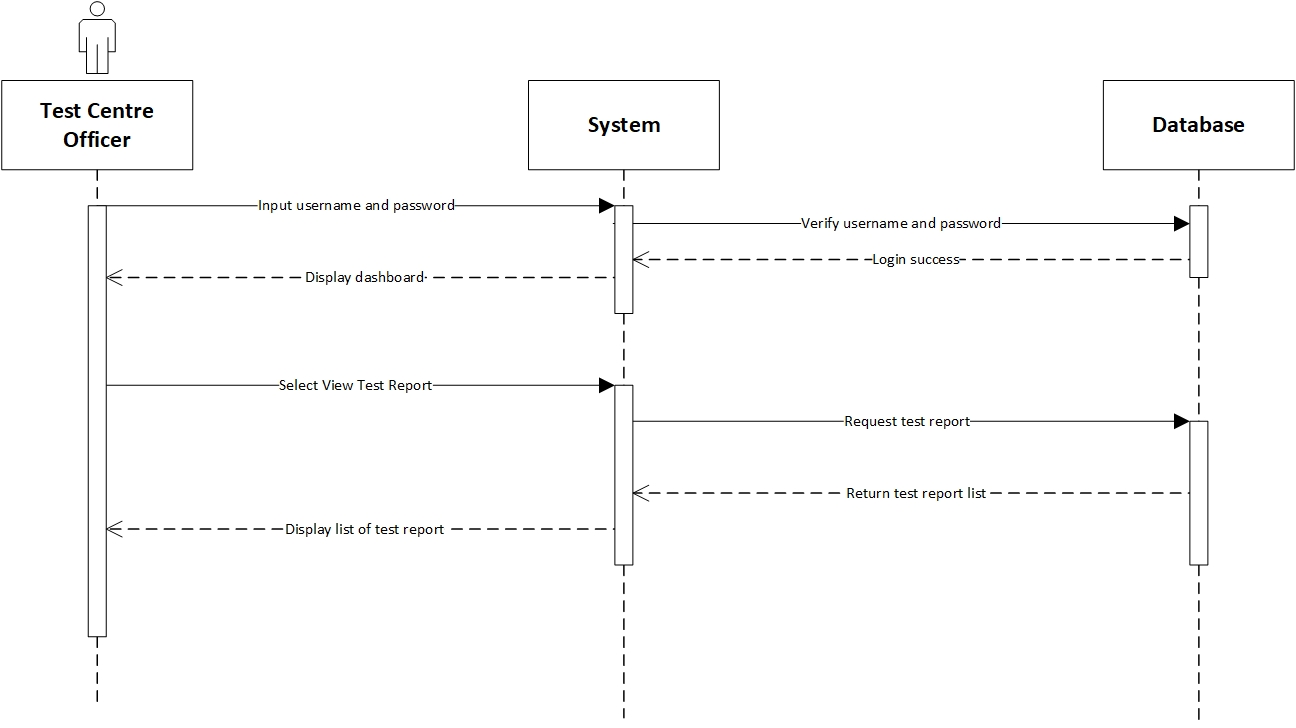 Test Centre
Officer
System
Database
Input username and password
Verify username and password
Login success
Display dashboard
Select View Test Report
Request test report
Return test report list
Display list of test report